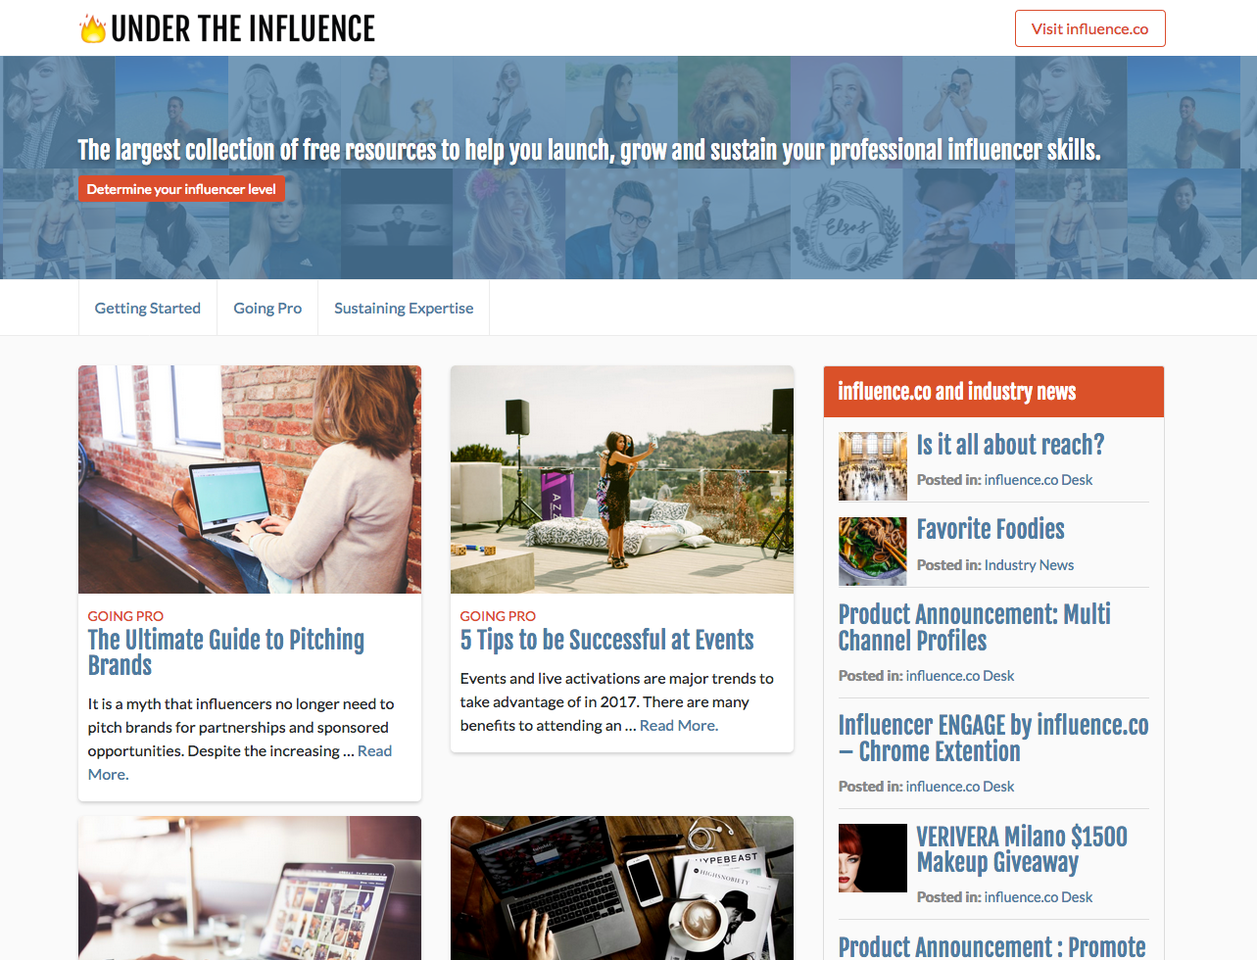 UNDER THE INFLUENCE
Visit influence.co
The largest collection of free resources to help you launch, grow and sustain your professional influencer skills.
Determine your influencer level
Elsas
Getting Started
Going Pro
Sustaining Expertise
GOING PRO
The Ultimate Guide to Pitching
Brands
It is a myth that influencers no longer need to
pitch brands for partnerships and sponsored
opportunities. Despite the increasing ... Read
More.
AZZ
GOING PRO
5 Tips to be Successful at Events
Events and live activations are major trends to
take advantage of in 2017. There are many
benefits to attending an ... Read More.
HYPEBEAST
HIGHSNOBIETY
influence.co and industry news
Is it all about reach?
Posted in: influence.co Desk
Favorite Foodies
Posted in: Industry News
Product Announcement: Multi
Channel Profiles
Posted in: influence.co Desk
Influencer ENGAGE by influence.co
– Chrome Extention
Posted in: influence.co Desk
VERIVERA Milano $1500
Makeup Giveaway
Posted in: influence.co Desk
Product Announcement : Promote